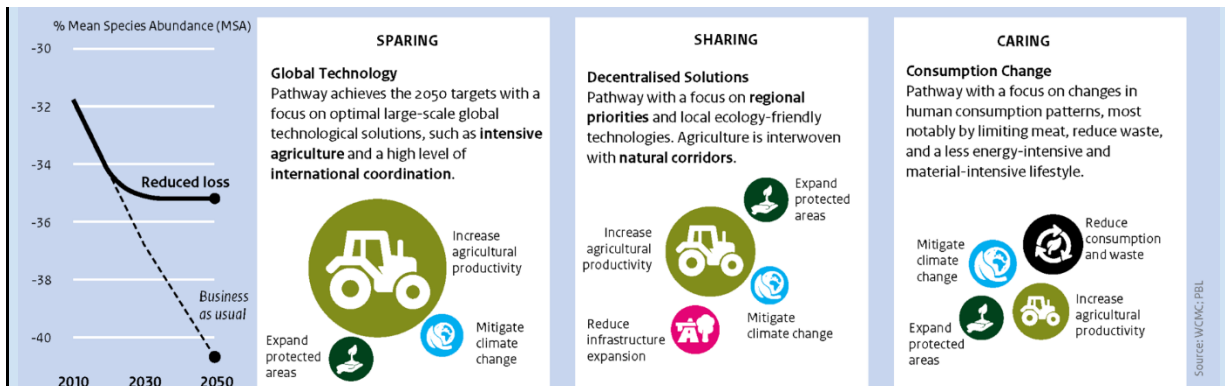 % Mean Species Abundance (MSA)
-30
-32
-34
-36
-38
-40
Reduced loss
Business
as usual
2010
2030
2050
SPARING
Global Technology
Pathway achieves the 2050 targets with a
focus on optimal large-scale global
technological solutions, such as intensive
agriculture and a high level of
international coordination.
Increase
agricultural
productivity
Mitigate
climate
change
Expand
protected
areas
SHARING
Decentralised Solutions
Pathway with a focus on regional
priorities and local ecology-friendly
technologies. Agriculture is interwoven
with natural corridors.
Expand
protected
areas
Increase
agricultural
productivity
Mitigate
climate change
Reduce
infrastructure
expansion
CARING
Consumption Change
Pathway with a focus on changes in
human consumption patterns, most
notably by limiting meat, reduce waste,
and a less energy-intensive and
material-intensive lifestyle.
Reduce
consumption
and waste
Mitigate
climate
change
Increase
agricultural
productivity
Expand
protected
areas
Source: WCMC; PBL